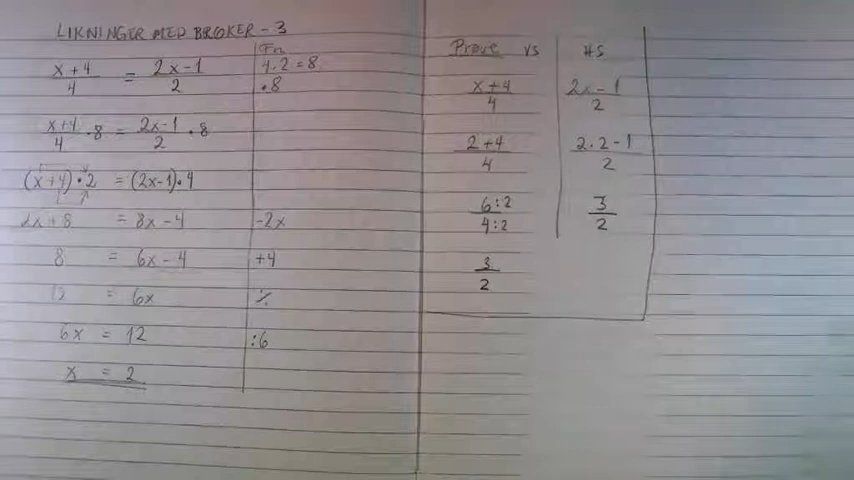 LIKNINGER MED BRØKER - 3
Fn
x+4/4 = 2x-1/2 4·2=8
·8
x+4/4 ·8 = 2x-1/2 ·8
(x+4)·2 = (2x-1)·4
2x+8 = 8x-4 -2x
8 = 6x-4 +4
12 = 6x
6x = 12 :6
x = 2
Prøve VS HS
x+4/4 2x-1/2
2+4/4 2·2-1/2
6:2/4:2 3/2
3/2